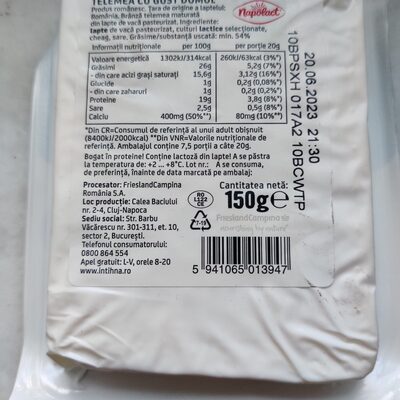 TELEMEA CU GUST DOMOL
Produs românesc. Țara de origine a laptelui:
România. Brânză telemea maturată
din lapte de vacă pasteurizat. Ingrediente:
lapte de vacă pasteurizat, culturi lactice selecționate,
cheag, sare. Grăsime/substanță uscată: min. 54%
Napolact
Informații nutriționale per 100g per porție 20g
Valoare energetică 1302kJ/314kcal 260kJ/63kcal (3%*)
Grăsimi 26g 5,2g (7%*)
- din care acizi grași saturați 15,6g 3,12g (16%*)
Glucide 1g 0,2g (0,08%*)
- din care zaharuri 1g 0,2g (0,2%*)
Proteine 19g 3,8g (8%*)
Sare 2,5g 0,5g (8%*)
Calciu 400mg (50%**) 80mg (10%**)
*Din CR=Consumul de referință al unui adult obișnuit
(8400kJ/2000kcal) **Din VNR=Valorile nutriționale de
referință. Ambalajul conține 7,5 porții a câte 20g.
Bogat în proteine! Conține lactoză din lapte! A se păstra
la temperatura de: +2 ... +8°C. Lot nr.: A se consuma,
de preferință, înainte de data marcată pe ambalaj:
Procesator: FrieslandCampina
România S.A.
Loc producție: Calea Baciului
nr. 2-4, Cluj-Napoca
Sediu social: Str. Barbu
Văcărescu nr. 301-311, et. 10,
sector 2, București.
Telefonul consumatorului:
0800 864 554
Apel gratuit: L-V, orele 8-20
www.intihna.ro
RO
L122
CE
7-19
Cantitatea netă:
150g e
FrieslandCampina
nourishing by nature
5 941065 013947
20.06.2023 21:30
10BPSXH 017A2 10BCWTP